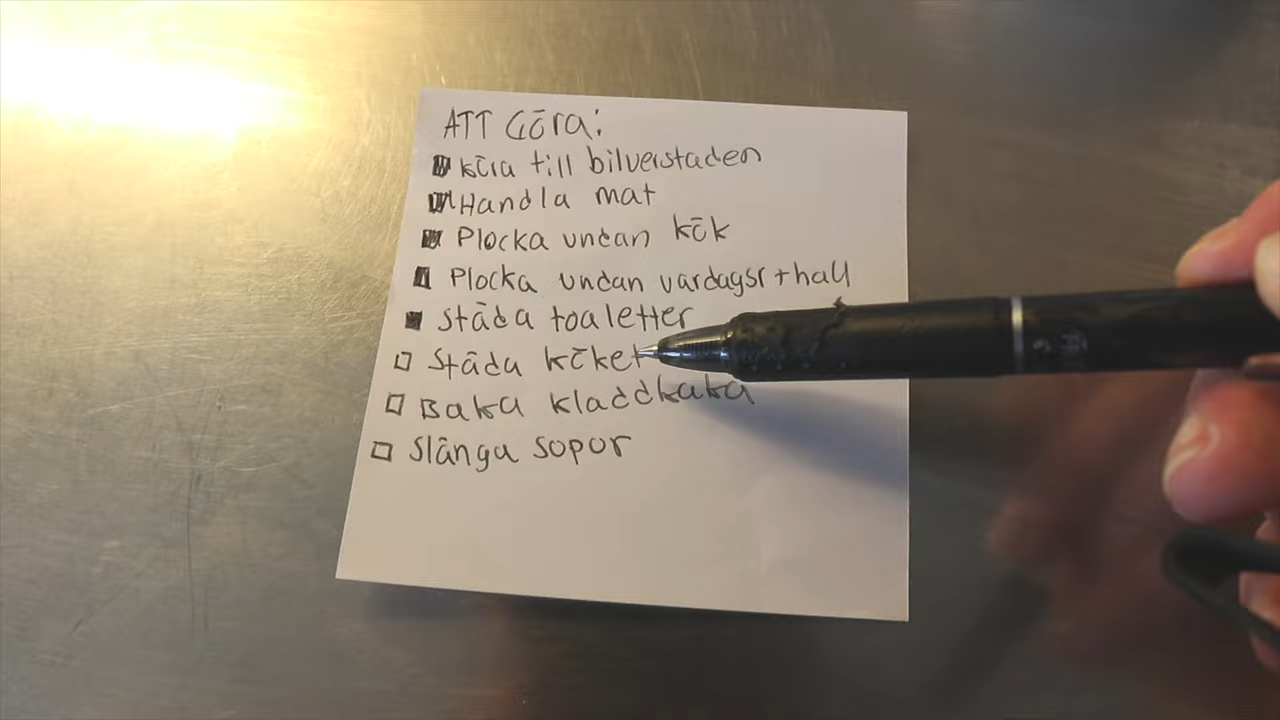 ATT Göra:
köra till bilverstaden
Handla mat
Plocka undan kök
Plocka undan vardagsr+hall
Städa toaletter
Städa köket
Baka kladdkaka
Slänga sopor